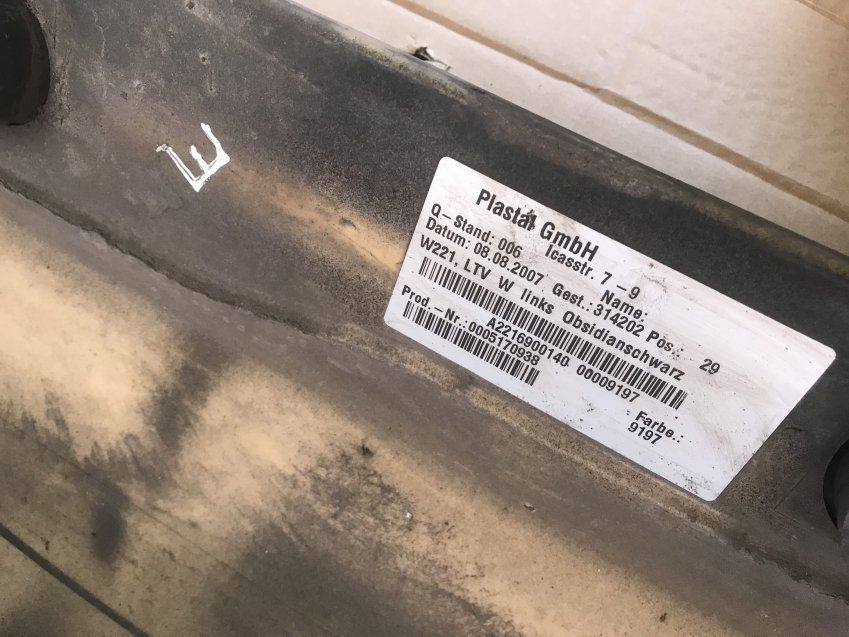 E
Plastal GmbH
Q-Stand: 006 Icasstr. 7-9
Datum: 08.08.2007 Name:
Gest.: 314202 Pos.: 29
W221, LTV W links Obsidianschwarz
A2216900140 00009197
Prod.-Nr.:0005170938
Farbe.:
9197